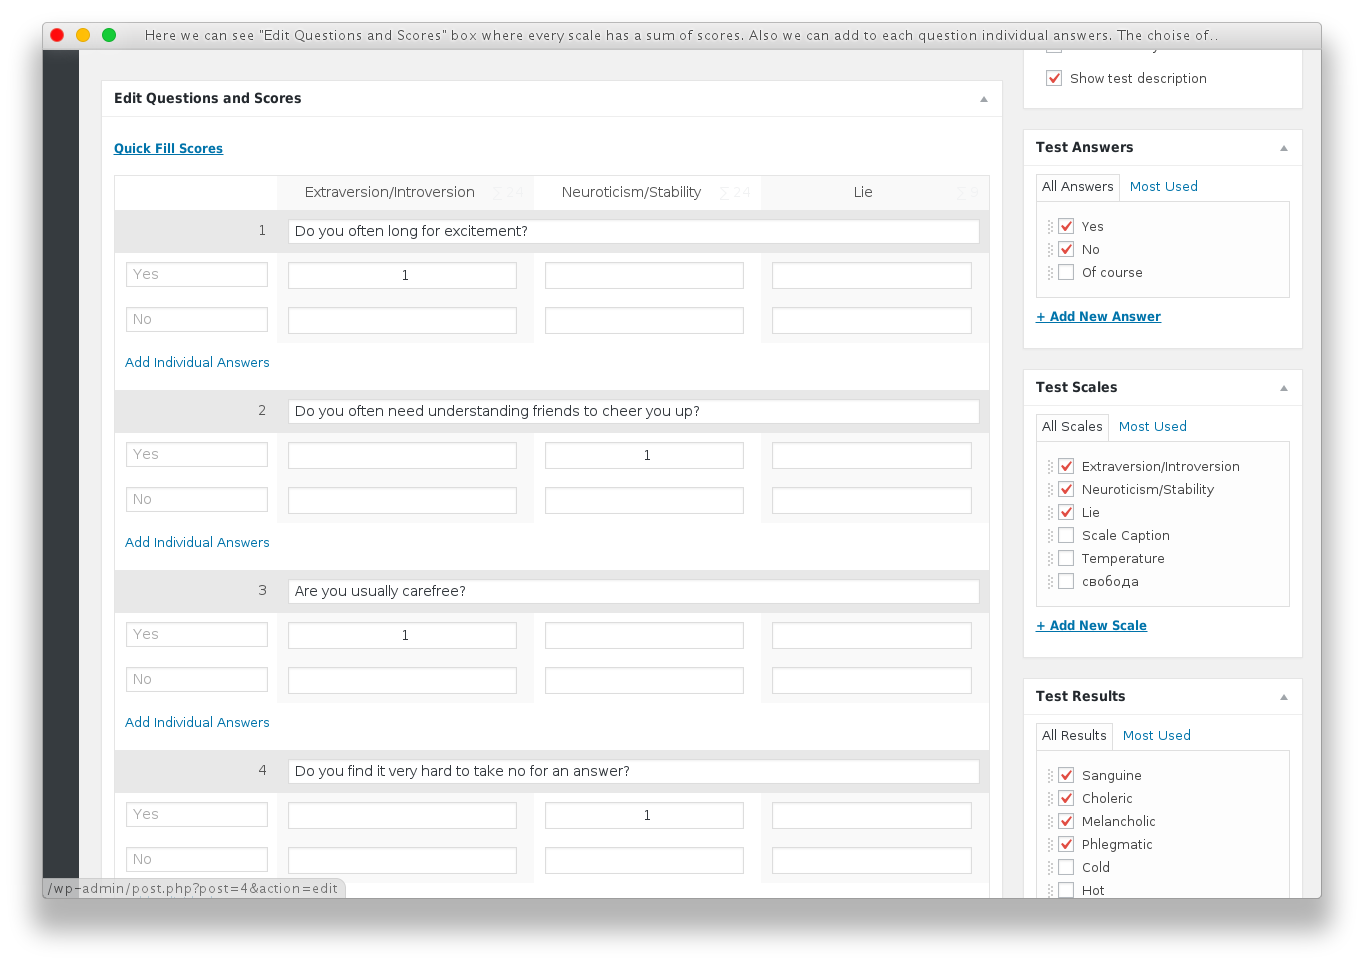 Here we can see "Edit Questions and Scores" box where every scale has a sum of scores. Also we can add to each question individual answers. The choise of..
Edit Questions and Scores
Quick Fill Scores
Extraversion/Introversion ∑ 24 Neuroticism/Stability ∑ 24 Lie ∑ 9
1 Do you often long for excitement?
Yes 1
No
Add Individual Answers
2 Do you often need understanding friends to cheer you up?
Yes 1
No
Add Individual Answers
3 Are you usually carefree?
Yes 1
No
Add Individual Answers
4 Do you find it very hard to take no for an answer?
Yes 1
No
/wp-admin/post.php?post=4&action=edit
Show test description
Test Answers
All Answers Most Used
Yes
No
Of course
+ Add New Answer
Test Scales
All Scales Most Used
Extraversion/Introversion
Neuroticism/Stability
Lie
Scale Caption
Temperature
свобода
+ Add New Scale
Test Results
All Results Most Used
Sanguine
Choleric
Melancholic
Phlegmatic
Cold
Hot